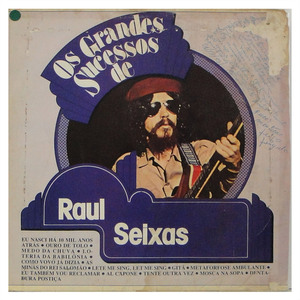 Os Grandes
Sucessos
de
Raul
Seixas
EU NASCI HÁ 10 MIL ANOS
ATRÁS • OURO DE TOLO •
MEDO DA CHUVA • LO-
TERIA DA BABILÔNIA •
COMO VOVÓ JÁ DIZIA • AS
MINAS DO REI SALOMÃO • LET ME SING, LET ME SING • GITÁ • METAMORFOSE AMBULANTE •
EU TAMBÉM VOU RECLAMAR • AL CAPONE • TENTE OUTRA VEZ • MOSCA NA SOPA • DENTA-
DURA POSTIÇA